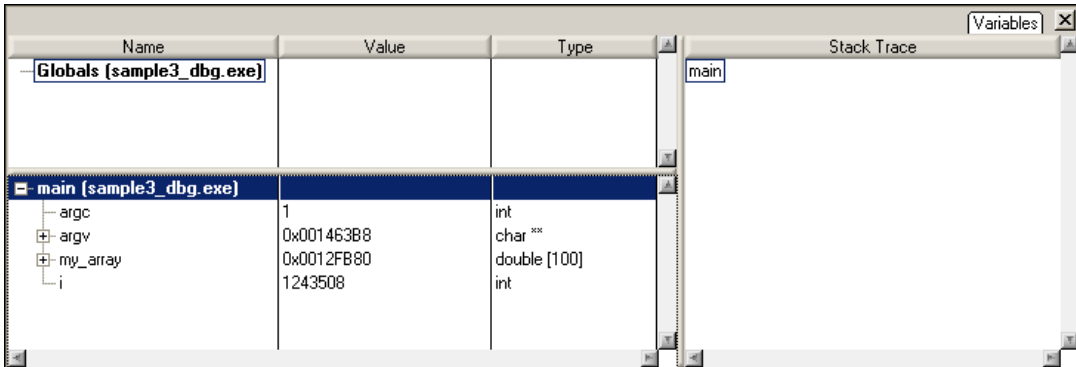 Variables
Name Value Type Stack Trace
Globals (sample3_dbg.exe) main
main (sample3_dbg.exe)
argc 1 int
argv 0x001463B8 char **
my_array 0x0012FB80 double [100]
i 1243508 int